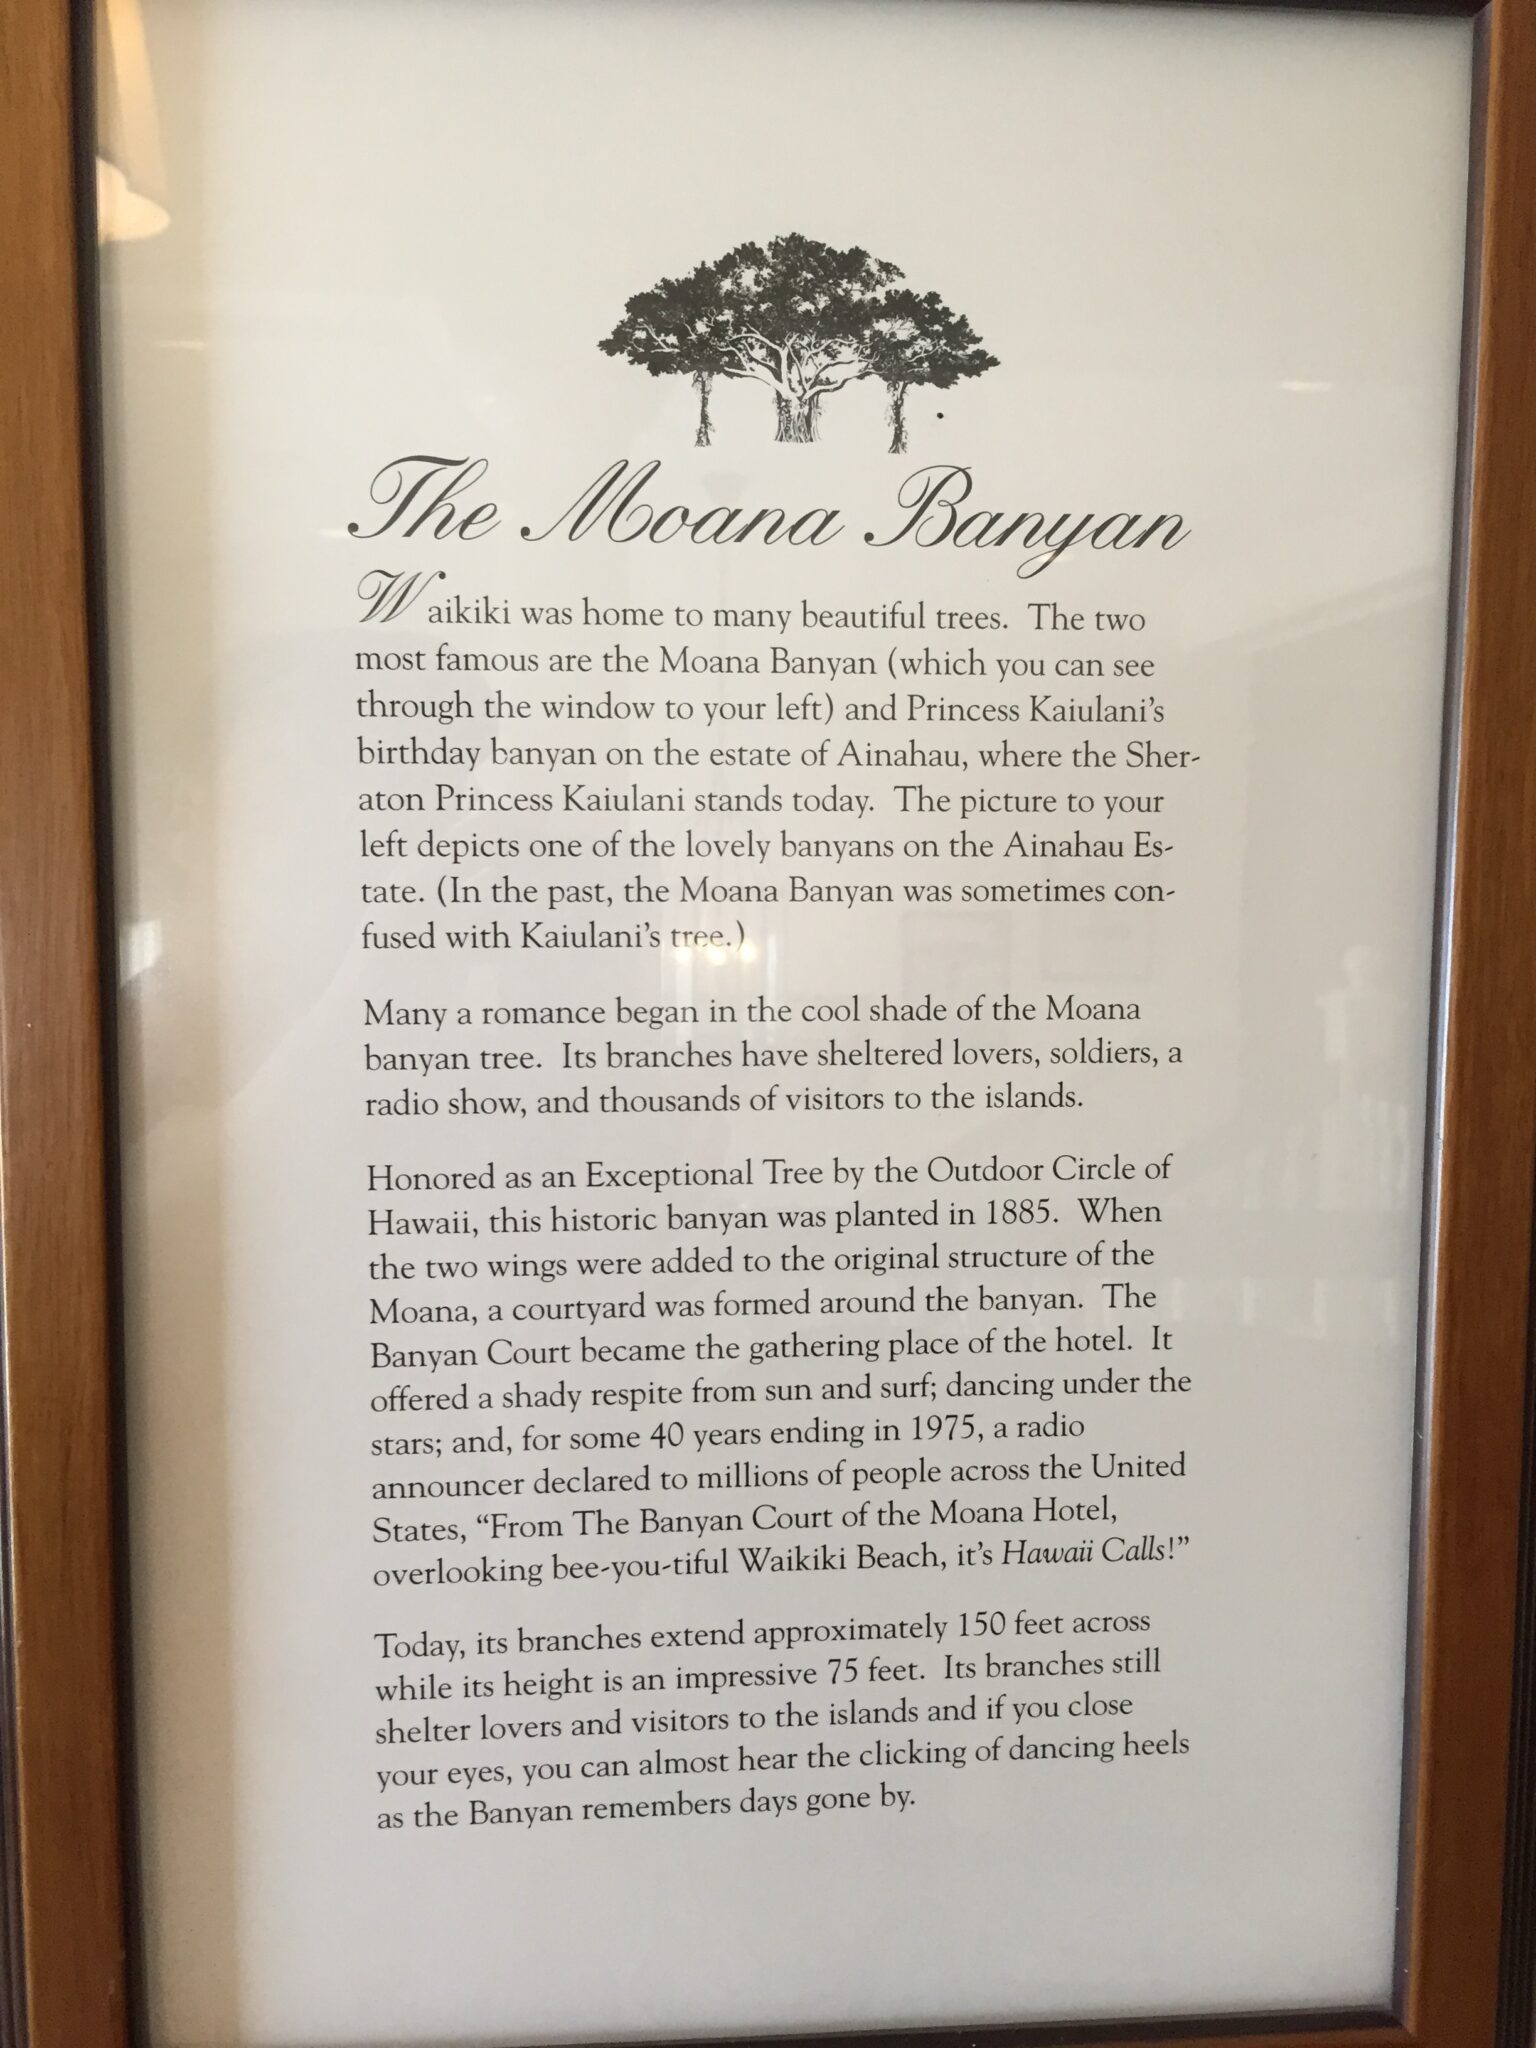 The Moana Banyan
Waikiki was home to many beautiful trees. The two
most famous are the Moana Banyan (which you can see
through the window to your left) and Princess Kaiulani’s
birthday banyan on the estate of Ainahau, where the Sher-
aton Princess Kaiulani stands today. The picture to your
left depicts one of the lovely banyans on the Ainahau Es-
tate. (In the past, the Moana Banyan was sometimes con-
fused with Kaiulani’s tree.)
Many a romance began in the cool shade of the Moana
banyan tree. Its branches have sheltered lovers, soldiers, a
radio show, and thousands of visitors to the islands.
Honored as an Exceptional Tree by the Outdoor Circle of
Hawaii, this historic banyan was planted in 1885. When
the two wings were added to the original structure of the
Moana, a courtyard was formed around the banyan. The
Banyan Court became the gathering place of the hotel. It
offered a shady respite from sun and surf; dancing under the
stars; and, for some 40 years ending in 1975, a radio
announcer declared to millions of people across the United
States, “From The Banyan Court of the Moana Hotel,
overlooking bee-you-tiful Waikiki Beach, it’s Hawaii Calls!”
Today, its branches extend approximately 150 feet across
while its height is an impressive 75 feet. Its branches still
shelter lovers and visitors to the islands and if you close
your eyes, you can almost hear the clicking of dancing heels
as the Banyan remembers days gone by.